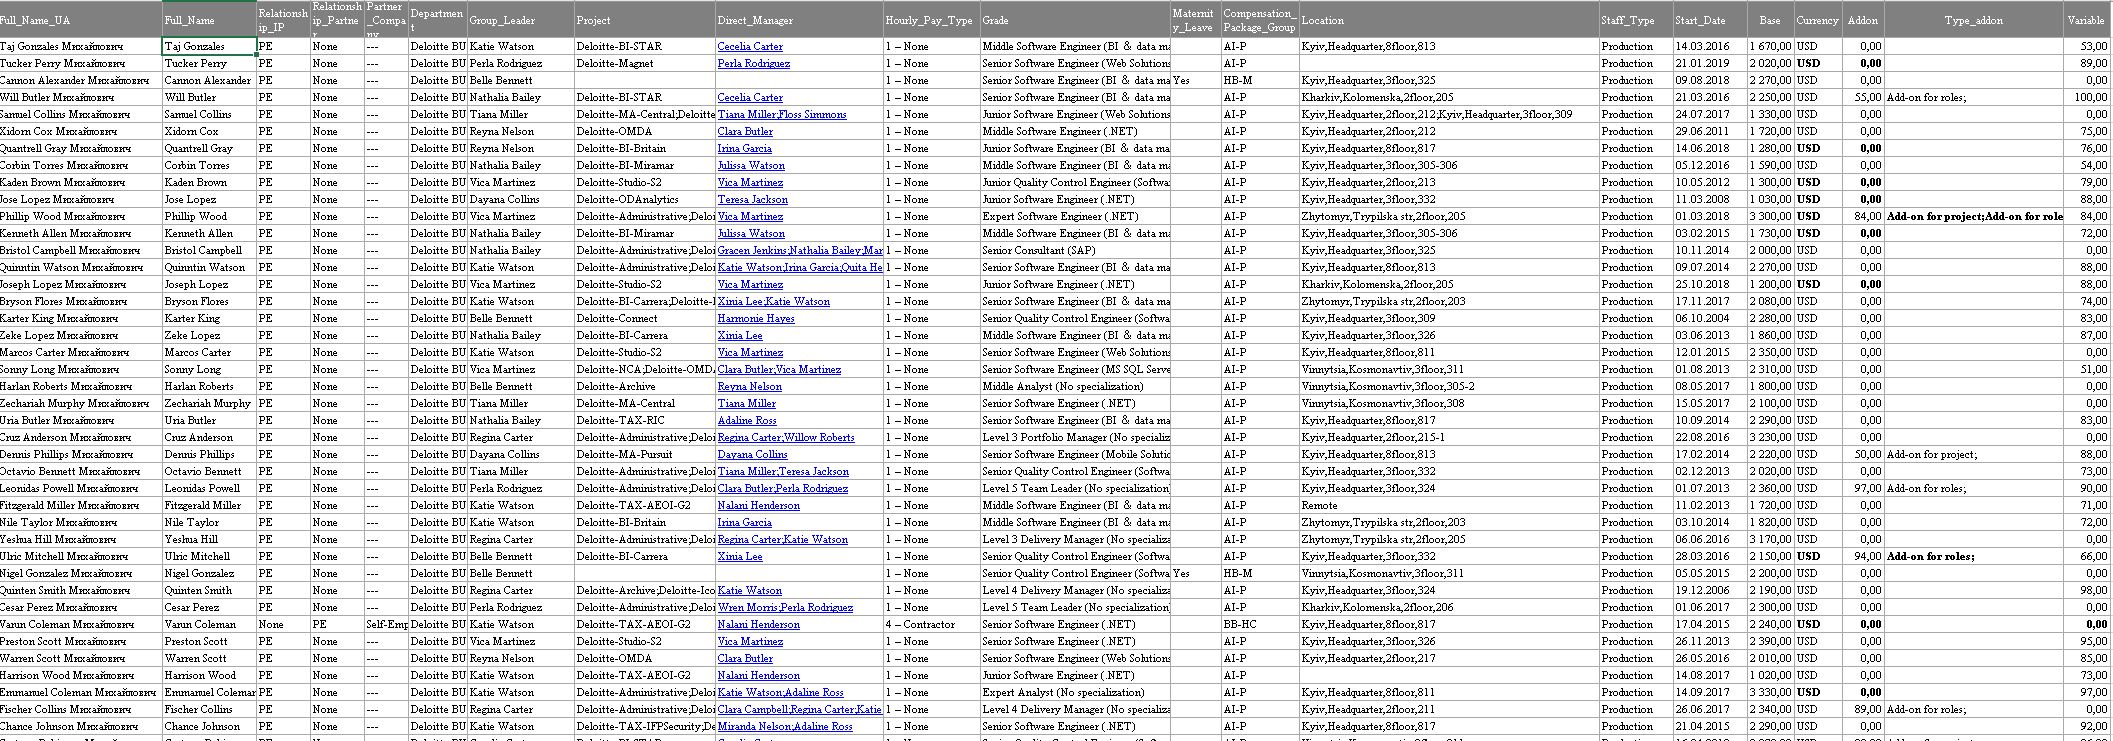 Full_Name_UA Full_Name Relationsh ip_IP Relationsh ip_Partne r Partner _Compa ny Departmen t Group_Leader Project Direct_Manager Hourly_Pay_Type Grade Maternit y_Leave Compensation_ Package_Group Location Staff_Type Start_Date Base Currency Addon Type_addon Variable
Taj Gonzales Михайлович Taj Gonzales PE None --- Deloitte BU Katie Watson Deloitte-BI-STAR Cecelia Carter 1 – None Middle Software Engineer (BI & data ma AI-P Kyiv,Headquarter,8floor,813 Production 14.03.2016 1 670,00 USD 0,00 53,00
Tucker Perry Михайлович Tucker Perry PE None --- Deloitte BU Perla Rodriguez Deloitte-Magnet Perla Rodriguez 1 – None Senior Software Engineer (Web Solutions AI-P Production 21.01.2019 2 020,00 USD 0,00 89,00
Cannon Alexander Михайлович Cannon Alexander PE None --- Deloitte BU Belle Bennett 1 – None Senior Software Engineer (BI & data ma Yes HB-M Kyiv,Headquarter,3floor,325 Production 09.08.2018 2 270,00 USD 0,00 0,00
Will Butler Михайлович Will Butler PE None --- Deloitte BU Nathalia Bailey Deloitte-BI-STAR Cecelia Carter 1 – None Senior Software Engineer (BI & data ma AI-P Kharkiv,Kolomenska,2floor,205 Production 21.03.2016 2 250,00 USD 55,00 Add-on for roles; 100,00
Samuel Collins Михайлович Samuel Collins PE None --- Deloitte BU Tiana Miller Deloitte-MA-Central;Deloitte Tiana Miller;Floss Simmons 1 – None Junior Software Engineer (Web Solutions AI-P Kyiv,Headquarter,2floor,212;Kyiv,Headquarter,3floor,309 Production 24.07.2017 1 330,00 USD 0,00 0,00
Xidorn Cox Михайлович Xidorn Cox PE None --- Deloitte BU Reyna Nelson Deloitte-OMDA Clara Butler 1 – None Middle Software Engineer (.NET) AI-P Kyiv,Headquarter,2floor,212 Production 29.06.2011 1 720,00 USD 0,00 75,00
Quantrell Gray Михайлович Quantrell Gray PE None --- Deloitte BU Reyna Nelson Deloitte-BI-Britain Irina Garcia 1 – None Junior Software Engineer (BI & data ma AI-P Kyiv,Headquarter,8floor,817 Production 14.06.2018 1 280,00 USD 0,00 76,00
Corbin Torres Михайлович Corbin Torres PE None --- Deloitte BU Nathalia Bailey Deloitte-BI-Miramar Julissa Watson 1 – None Middle Software Engineer (BI & data ma AI-P Kyiv,Headquarter,3floor,305-306 Production 05.12.2016 1 590,00 USD 0,00 54,00
Kaden Brown Михайлович Kaden Brown PE None --- Deloitte BU Vica Martinez Deloitte-Studio-S2 Vica Martinez 1 – None Junior Quality Control Engineer (Softwa AI-P Kyiv,Headquarter,2floor,213 Production 10.05.2012 1 300,00 USD 0,00 79,00
Jose Lopez Михайлович Jose Lopez PE None --- Deloitte BU Dayana Collins Deloitte-ODAnalytics Teresa Jackson 1 – None Junior Software Engineer (.NET) AI-P Kyiv,Headquarter,3floor,332 Production 11.03.2008 1 030,00 USD 0,00 88,00
Phillip Wood Михайлович Phillip Wood PE None --- Deloitte BU Vica Martinez Deloitte-Administrative;Deloi Vica Martinez 1 – None Expert Software Engineer (.NET) AI-P Zhytomyr,Trypilska str,2floor,205 Production 01.03.2018 3 300,00 USD 84,00 Add-on for project;Add-on for role 84,00
Kenneth Allen Михайлович Kenneth Allen PE None --- Deloitte BU Nathalia Bailey Deloitte-BI-Miramar Julissa Watson 1 – None Middle Software Engineer (BI & data ma AI-P Kyiv,Headquarter,3floor,305-306 Production 03.02.2015 1 730,00 USD 0,00 72,00
Bristol Campbell Михайлович Bristol Campbell PE None --- Deloitte BU Nathalia Bailey Deloitte-Administrative;Deloi Gracen Jenkins;Nathalia Bailey;Mar 1 – None Senior Consultant (SAP) AI-P Kyiv,Headquarter,3floor,325 Production 10.11.2014 2 000,00 USD 0,00 0,00
Quinntin Watson Михайлович Quinntin Watson PE None --- Deloitte BU Katie Watson Deloitte-Administrative;Deloi Katie Watson;Irina Garcia;Quita He 1 – None Senior Software Engineer (BI & data ma AI-P Kyiv,Headquarter,8floor,813 Production 09.07.2014 2 270,00 USD 0,00 88,00
Joseph Lopez Михайлович Joseph Lopez PE None --- Deloitte BU Vica Martinez Deloitte-Studio-S2 Vica Martinez 1 – None Junior Software Engineer (.NET) AI-P Kharkiv,Kolomenska,2floor,205 Production 25.10.2018 1 200,00 USD 0,00 88,00
Bryson Flores Михайлович Bryson Flores PE None --- Deloitte BU Katie Watson Deloitte-BI-Carrera;Deloitte-I Xinia Lee;Katie Watson 1 – None Senior Software Engineer (BI & data ma AI-P Zhytomyr,Trypilska str,2floor,203 Production 17.11.2017 2 080,00 USD 0,00 74,00
Karter King Михайлович Karter King PE None --- Deloitte BU Belle Bennett Deloitte-Connect Harmonie Hayes 1 – None Senior Quality Control Engineer (Softwa AI-P Kyiv,Headquarter,3floor,309 Production 06.10.2004 2 280,00 USD 0,00 83,00
Zeke Lopez Михайлович Zeke Lopez PE None --- Deloitte BU Nathalia Bailey Deloitte-BI-Carrera Xinia Lee 1 – None Middle Software Engineer (BI & data ma AI-P Kyiv,Headquarter,3floor,326 Production 03.06.2013 1 860,00 USD 0,00 87,00
Marcos Carter Михайлович Marcos Carter PE None --- Deloitte BU Katie Watson Deloitte-Studio-S2 Vica Martinez 1 – None Senior Software Engineer (Web Solutions AI-P Kyiv,Headquarter,8floor,811 Production 12.01.2015 2 350,00 USD 0,00 0,00
Sonny Long Михайлович Sonny Long PE None --- Deloitte BU Vica Martinez Deloitte-NCA;Deloitte-OMDA Clara Butler;Vica Martinez 1 – None Senior Software Engineer (MS SQL Serve AI-P Vinnytsia,Kosmonavtiv,3floor,311 Production 01.08.2013 2 310,00 USD 0,00 51,00
Harlan Roberts Михайлович Harlan Roberts PE None --- Deloitte BU Belle Bennett Deloitte-Archive Reyna Nelson 1 – None Middle Analyst (No specialization) AI-P Vinnytsia,Kosmonavtiv,3floor,305-2 Production 08.05.2017 1 800,00 USD 0,00 0,00
Zechariah Murphy Михайлович Zechariah Murphy PE None --- Deloitte BU Tiana Miller Deloitte-MA-Central Tiana Miller 1 – None Senior Software Engineer (.NET) AI-P Vinnytsia,Kosmonavtiv,3floor,308 Production 15.05.2017 2 100,00 USD 0,00 0,00
Uria Butler Михайлович Uria Butler PE None --- Deloitte BU Nathalia Bailey Deloitte-TAX-RIC Adaline Ross 1 – None Senior Software Engineer (BI & data ma AI-P Kyiv,Headquarter,8floor,817 Production 10.09.2014 2 290,00 USD 0,00 83,00
Cruz Anderson Михайлович Cruz Anderson PE None --- Deloitte BU Regina Carter Deloitte-Administrative;Deloi Regina Carter;Willow Roberts 1 – None Level 3 Portfolio Manager (No specializ AI-P Kyiv,Headquarter,2floor,215-1 Production 22.08.2016 3 230,00 USD 0,00 0,00
Dennis Phillips Михайлович Dennis Phillips PE None --- Deloitte BU Dayana Collins Deloitte-MA-Pursuit Dayana Collins 1 – None Senior Software Engineer (Mobile Solutic AI-P Kyiv,Headquarter,8floor,813 Production 17.02.2014 2 220,00 USD 50,00 Add-on for project; 88,00
Octavio Bennett Михайлович Octavio Bennett PE None --- Deloitte BU Tiana Miller Deloitte-Administrative;Deloi Tiana Miller;Teresa Jackson 1 – None Senior Quality Control Engineer (Softwa AI-P Kyiv,Headquarter,3floor,332 Production 02.12.2013 2 020,00 USD 0,00 73,00
Leonidas Powell Михайлович Leonidas Powell PE None --- Deloitte BU Perla Rodriguez Deloitte-Administrative;Deloi Clara Butler;Perla Rodriguez 1 – None Level 5 Team Leader (No specialization) AI-P Kyiv,Headquarter,3floor,324 Production 01.07.2013 2 360,00 USD 97,00 Add-on for roles; 90,00
Fitzgerald Miller Михайлович Fitzgerald Miller PE None --- Deloitte BU Katie Watson Deloitte-TAX-AEOI-G2 Nalani Henderson 1 – None Middle Software Engineer (BI & data ma AI-P Remote Production 11.02.2013 1 720,00 USD 0,00 71,00
Nile Taylor Михайлович Nile Taylor PE None --- Deloitte BU Katie Watson Deloitte-BI-Britain Irina Garcia 1 – None Middle Software Engineer (BI & data ma AI-P Zhytomyr,Trypilska str,2floor,203 Production 03.10.2014 1 820,00 USD 0,00 72,00
Yeshua Hill Михайлович Yeshua Hill PE None --- Deloitte BU Regina Carter Deloitte-Administrative;Deloi Regina Carter;Katie Watson 1 – None Level 3 Delivery Manager (No specializa AI-P Zhytomyr,Trypilska str,2floor,205 Production 06.06.2016 3 170,00 USD 0,00 0,00
Ulric Mitchell Михайлович Ulric Mitchell PE None --- Deloitte BU Belle Bennett Deloitte-BI-Carrera Xinia Lee 1 – None Senior Quality Control Engineer (Softwa AI-P Kyiv,Headquarter,3floor,332 Production 28.03.2016 2 150,00 USD 94,00 Add-on for roles; 66,00
Nigel Gonzalez Михайлович Nigel Gonzalez PE None --- Deloitte BU Belle Bennett 1 – None Senior Quality Control Engineer (Softwa Yes HB-M Vinnytsia,Kosmonavtiv,3floor,311 Production 05.05.2015 2 200,00 USD 0,00 0,00
Quinten Smith Михайлович Quinten Smith PE None --- Deloitte BU Regina Carter Deloitte-Archive;Deloitte-Ico Katie Watson 1 – None Level 4 Delivery Manager (No specializa AI-P Kyiv,Headquarter,3floor,324 Production 19.12.2006 2 190,00 USD 0,00 98,00
Cesar Perez Михайлович Cesar Perez PE None --- Deloitte BU Perla Rodriguez Deloitte-Administrative;Deloi Wren Morris;Perla Rodriguez 1 – None Level 5 Team Leader (No specialization) AI-P Kharkiv,Kolomenska,2floor,206 Production 01.06.2017 2 300,00 USD 0,00 0,00
Varun Coleman Михайлович Varun Coleman None PE Self-Emp Deloitte BU Katie Watson Deloitte-TAX-AEOI-G2 Nalani Henderson 4 – Contractor Senior Software Engineer (.NET) BB-HC Kyiv,Headquarter,8floor,817 Production 17.04.2015 2 240,00 USD 0,00 0,00
Preston Scott Михайлович Preston Scott PE None --- Deloitte BU Vica Martinez Deloitte-Studio-S2 Vica Martinez 1 – None Senior Software Engineer (.NET) AI-P Kyiv,Headquarter,3floor,326 Production 26.11.2013 2 390,00 USD 0,00 95,00
Warren Scott Михайлович Warren Scott PE None --- Deloitte BU Reyna Nelson Deloitte-OMDA Clara Butler 1 – None Senior Software Engineer (Web Solutions AI-P Kyiv,Headquarter,2floor,217 Production 26.05.2016 2 010,00 USD 0,00 85,00
Harrison Wood Михайлович Harrison Wood PE None --- Deloitte BU Katie Watson Deloitte-TAX-AEOI-G2 Nalani Henderson 1 – None Junior Software Engineer (.NET) AI-P Production 14.08.2017 1 020,00 USD 0,00 73,00
Emmanuel Coleman Михайлович Emmanuel Coleman PE None --- Deloitte BU Katie Watson Deloitte-Administrative;Deloi Katie Watson;Adaline Ross 1 – None Expert Analyst (No specialization) AI-P Kyiv,Headquarter,8floor,811 Production 14.09.2017 3 330,00 USD 0,00 97,00
Fischer Collins Михайлович Fischer Collins PE None --- Deloitte BU Regina Carter Deloitte-Administrative;Deloi Clara Campbell;Regina Carter;Katie 1 – None Level 4 Delivery Manager (No specializa AI-P Kyiv,Headquarter,2floor,211 Production 26.06.2017 2 340,00 USD 89,00 Add-on for roles; 0,00
Chance Johnson Михайлович Chance Johnson PE None --- Deloitte BU Katie Watson Deloitte-TAX-IFPSecurity;De Miranda Nelson;Adaline Ross 1 – None Senior Software Engineer (.NET) AI-P Kyiv,Headquarter,8floor,817 Production 21.04.2015 2 290,00 USD 0,00 92,00